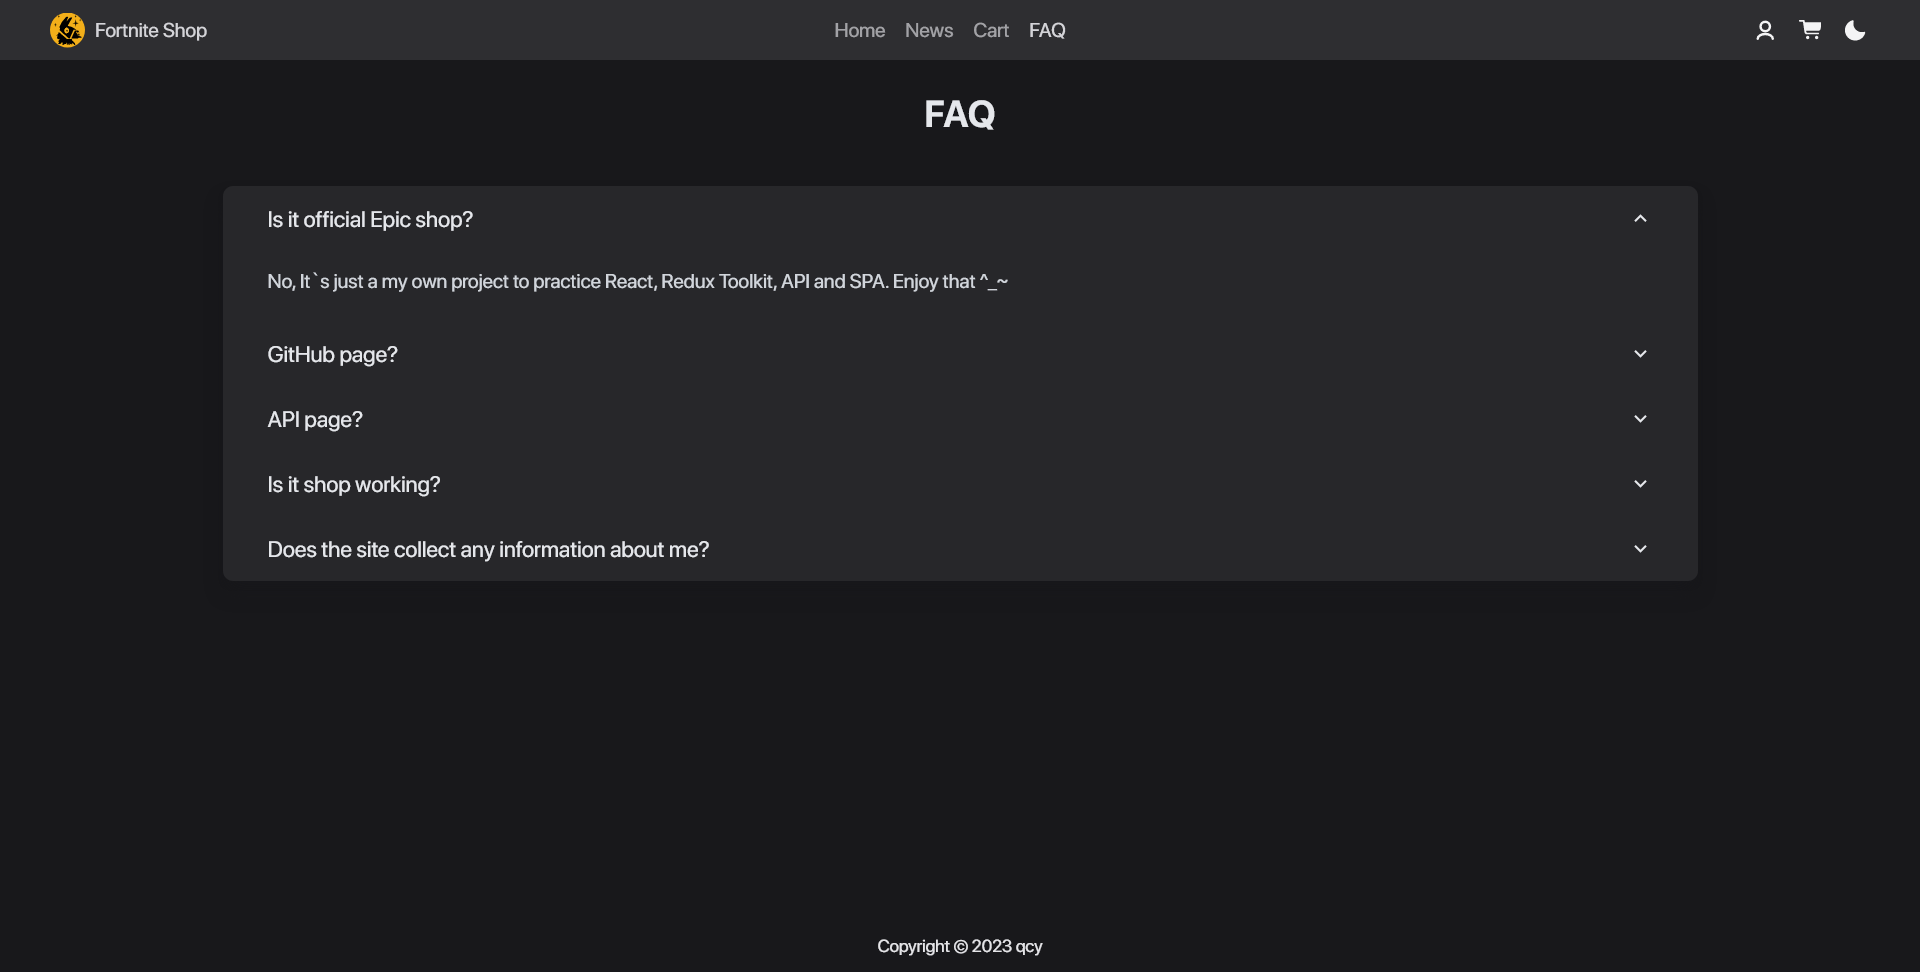 Fortnite Shop
Home News Cart FAQ
FAQ
Is it official Epic shop?
No, It`s just a my own project to practice React, Redux Toolkit, API and SPA. Enjoy that ^_~
GitHub page?
API page?
Is it shop working?
Does the site collect any information about me?
Copyright © 2023 qcy